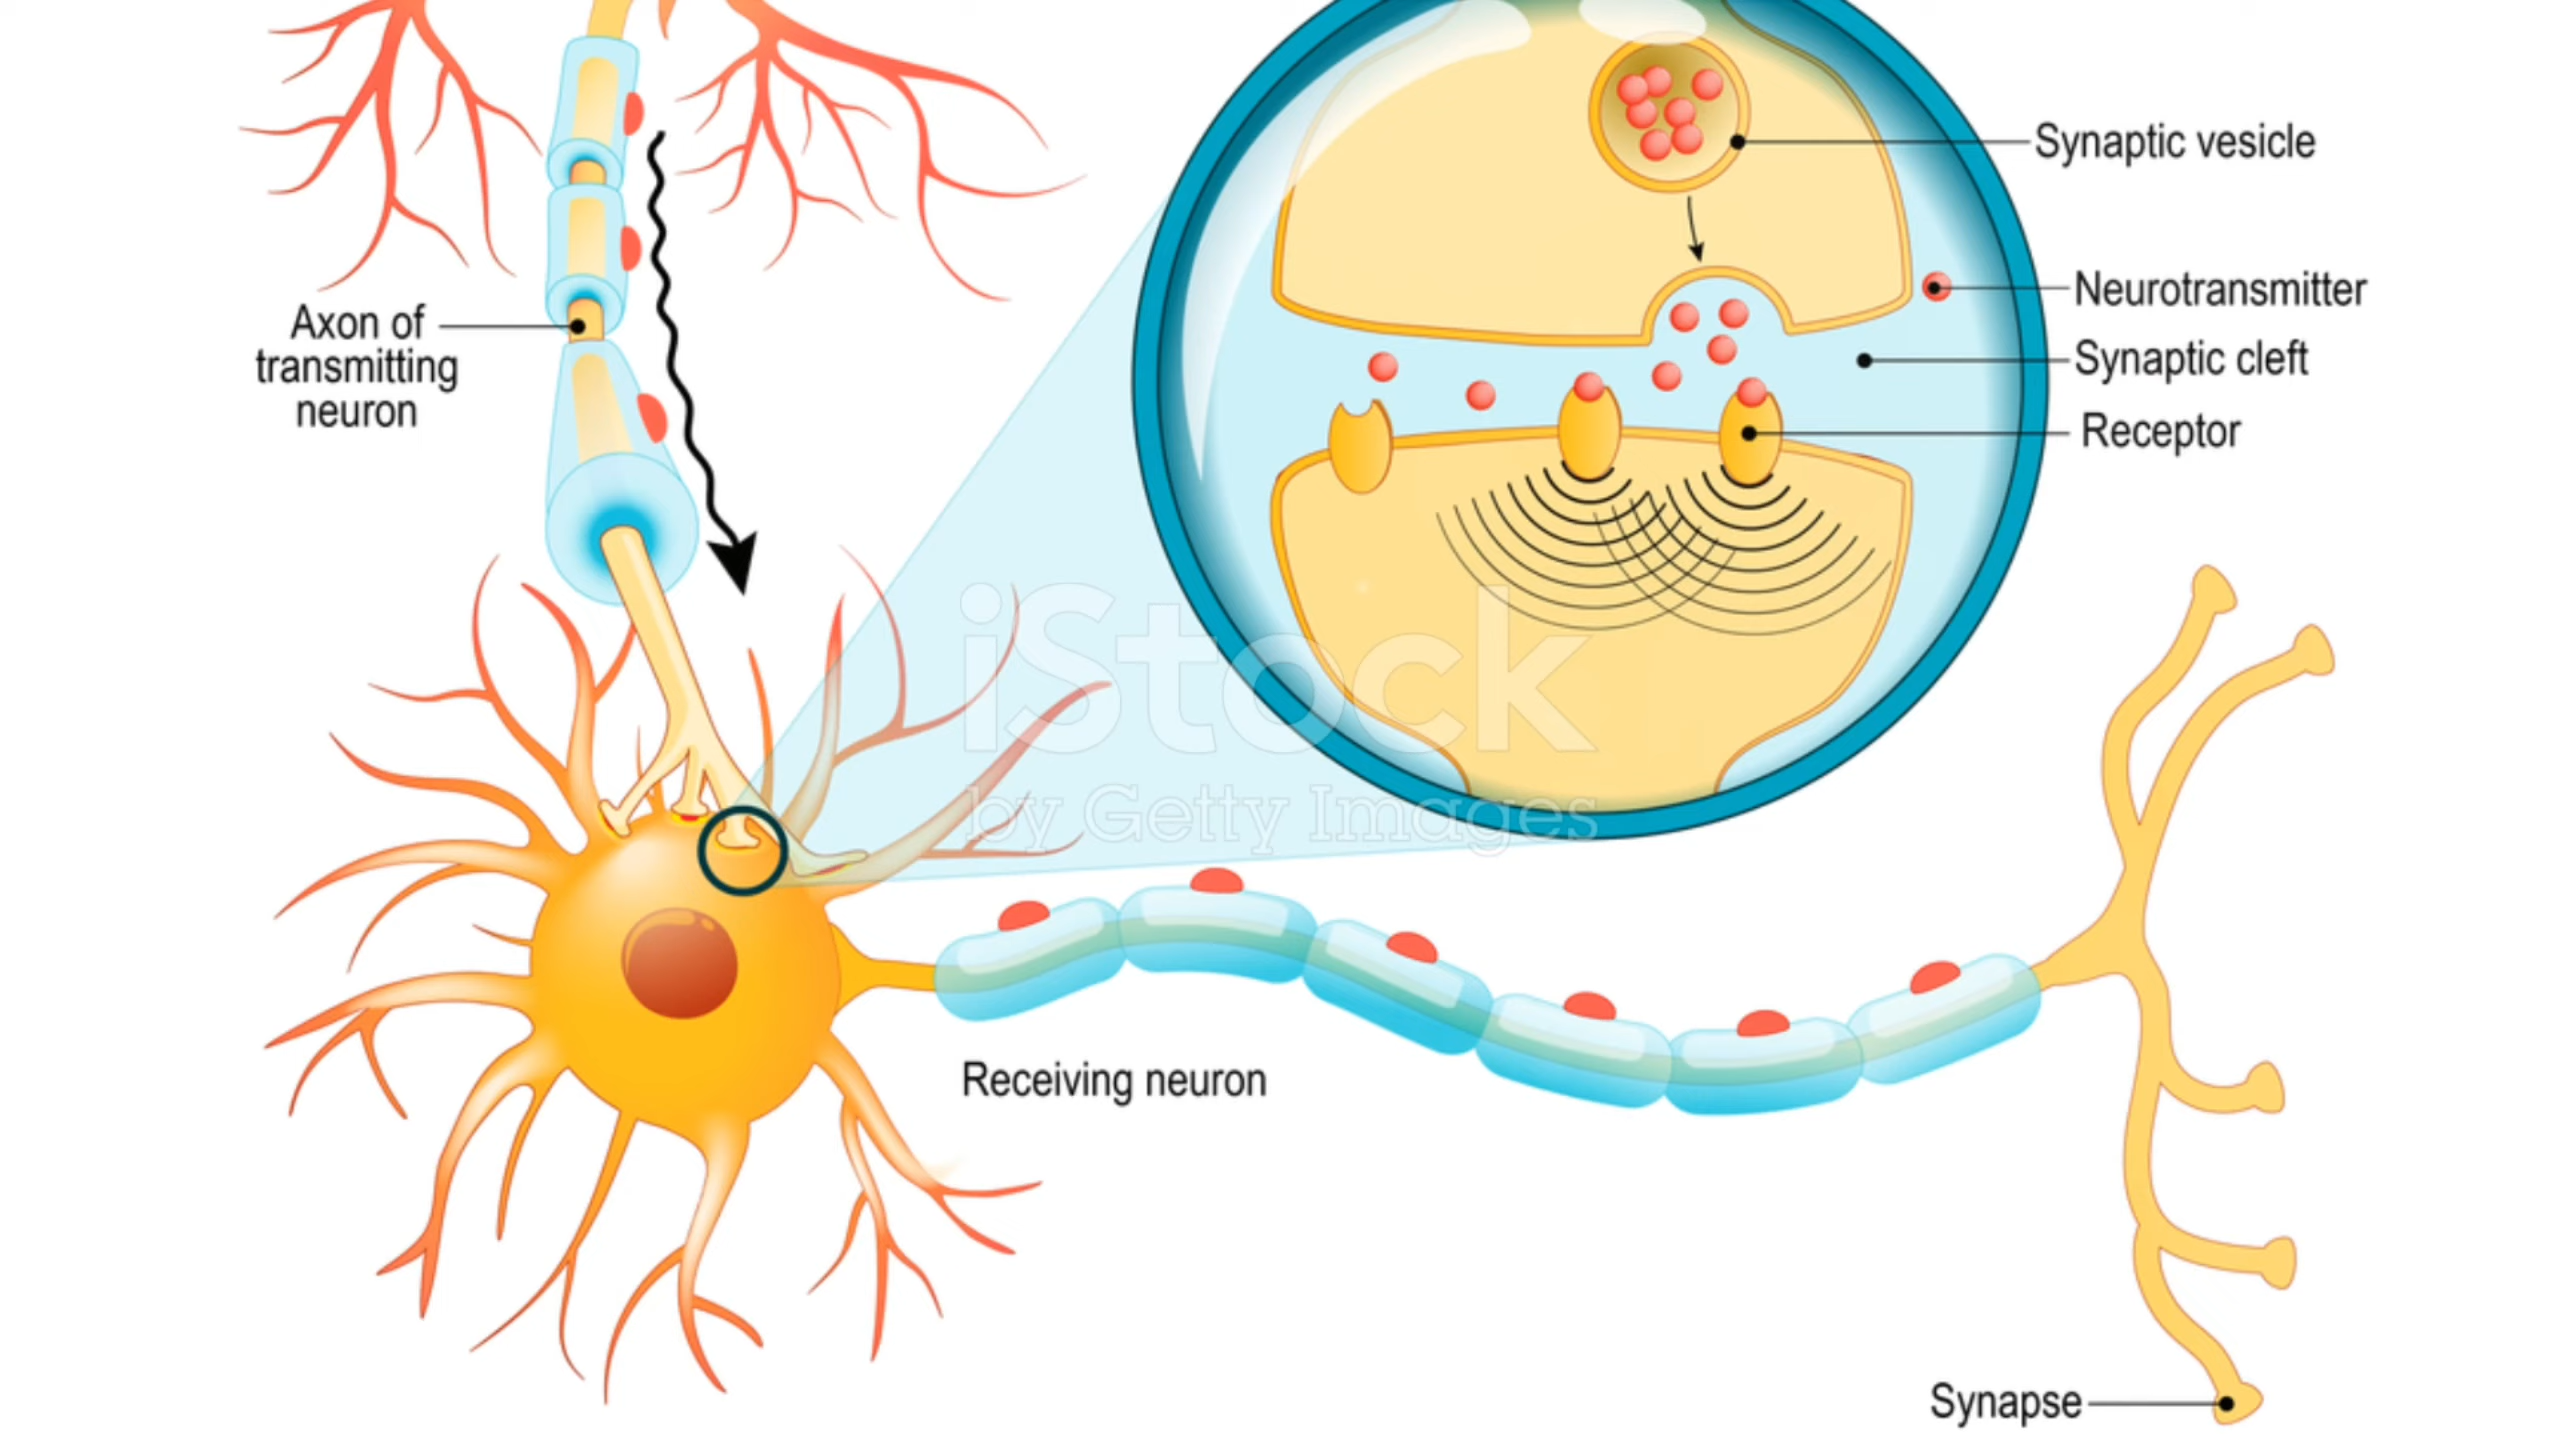 Synaptic vesicle
Neurotransmitter
Axon of
transmitting
neuron
Synaptic cleft
Receptor
iStock
by Getty Images
Receiving neuron
Synapse